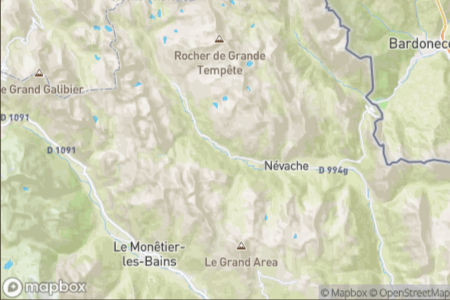 Bardonecc
Rocher de Grande
Tempête
e Grand Galibier
D 1091
D 1091
Névache
D 994g
Le Monêtier-
les-Bains
Le Grand Area
mapbox
© Mapbox © OpenStreetMap